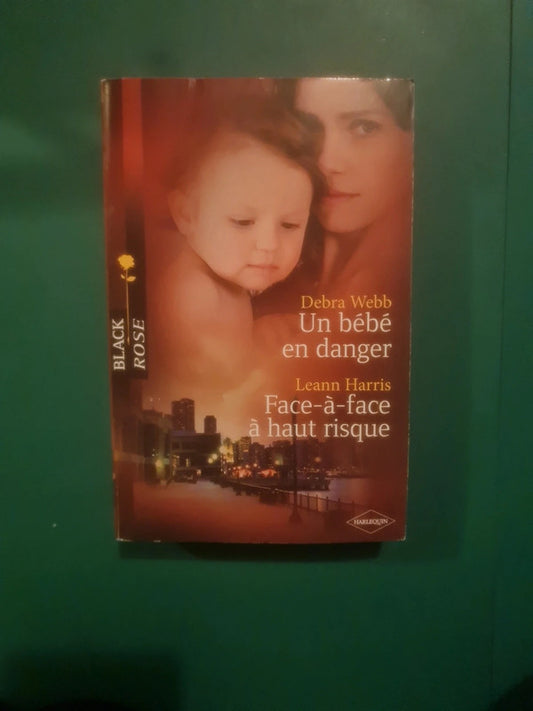 Debra Webb
Un bébé
en danger
Leann Harris
Face-à-face
à haut risque
BLACK
ROSE
HARLEQUIN